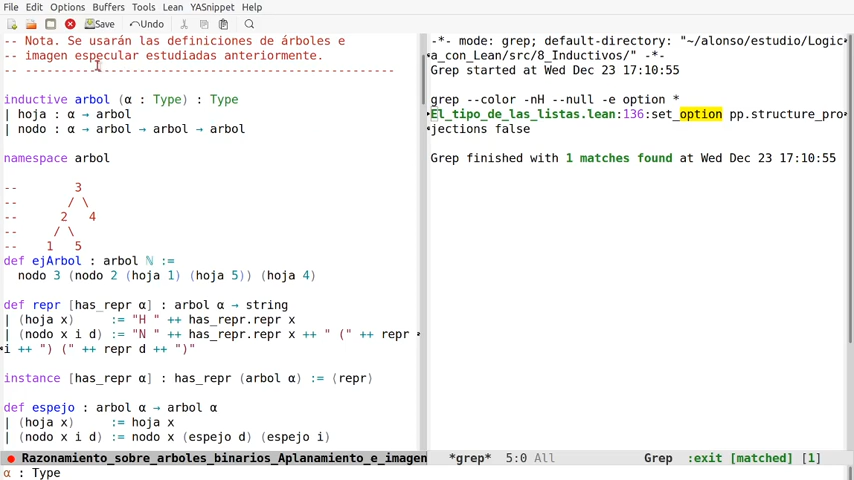 File Edit Options Buffers Tools Lean YASnippet Help
Save Undo
-- Nota. Se usarán las definiciones de árboles e
-- imagen especular estudiadas anteriormente.
-- ----------------------------------------------------
inductive arbol (α : Type) : Type
| hoja : α → arbol
| nodo : α → arbol → arbol → arbol
namespace arbol
--        3
--       / \
--      2   4
--     / \
--    1   5
def ejArbol : arbol ℕ :=
  nodo 3 (nodo 2 (hoja 1) (hoja 5)) (hoja 4)
def repr [has_repr α] : arbol α → string
| (hoja x)     := "H " ++ has_repr.repr x
| (nodo x i d) := "N " ++ has_repr.repr x ++ " (" ++ repr
i ++ ") (" ++ repr d ++ ")"
instance [has_repr α] : has_repr (arbol α) := ⟨repr⟩
def espejo : arbol α → arbol α
| (hoja x)     := hoja x
| (nodo x i d) := nodo x (espejo d) (espejo i)
Razonamiento_sobre_arboles_binarios_Aplanamiento_e_imagen
α : Type
-*- mode: grep; default-directory: "~/alonso/estudio/Logic
a_con_Lean/src/8_Inductivos/" -*-
Grep started at Wed Dec 23 17:10:55
grep --color -nH --null -e option *
El_tipo_de_las_listas.lean:136:set_option pp.structure_pro
jections false
Grep finished with 1 matches found at Wed Dec 23 17:10:55
*grep* 5:0 All Grep :exit [matched] [1]